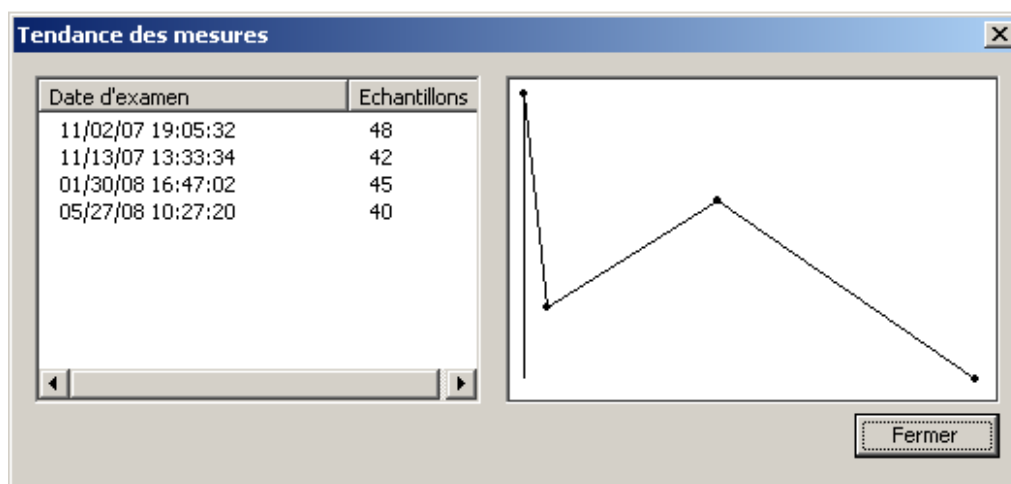 Tendance des mesures
Date d'examen Echantillons
11/02/07 19:05:32 48
11/13/07 13:33:34 42
01/30/08 16:47:02 45
05/27/08 10:27:20 40
Fermer